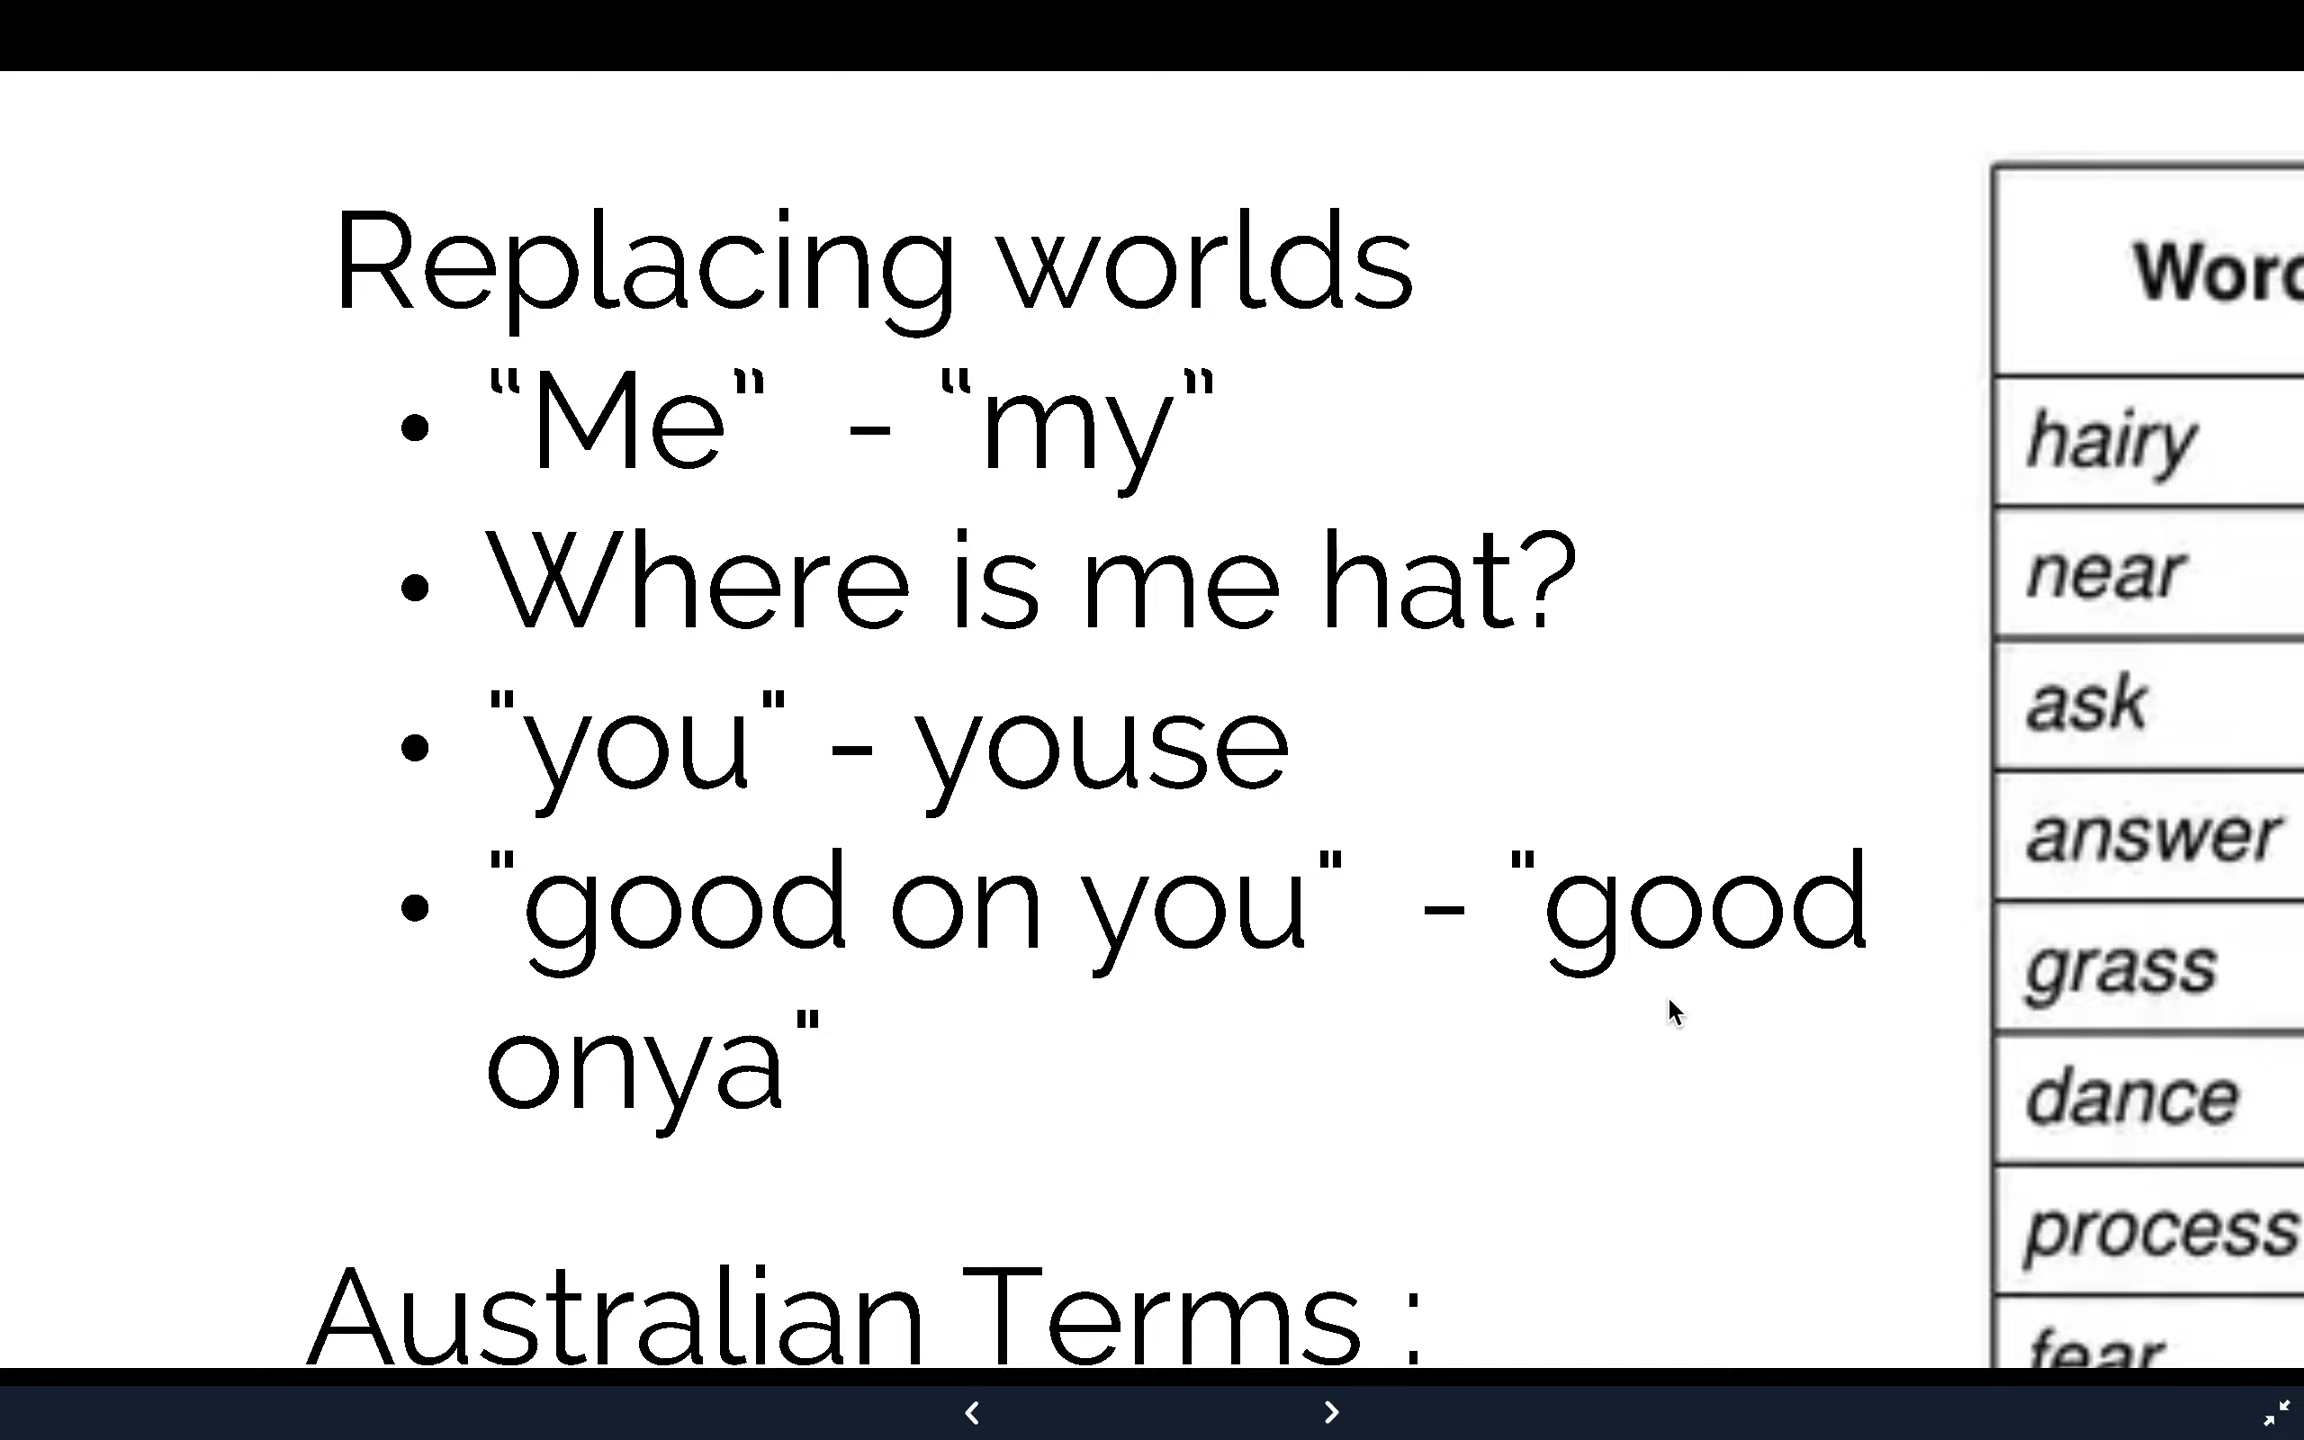 Replacing worlds
• “Me” - “my”
• Where is me hat?
• "you" - youse
• "good on you" - "good
onya"
Australian Terms :
hairy
near
ask
answer
grass
dance
process
fear